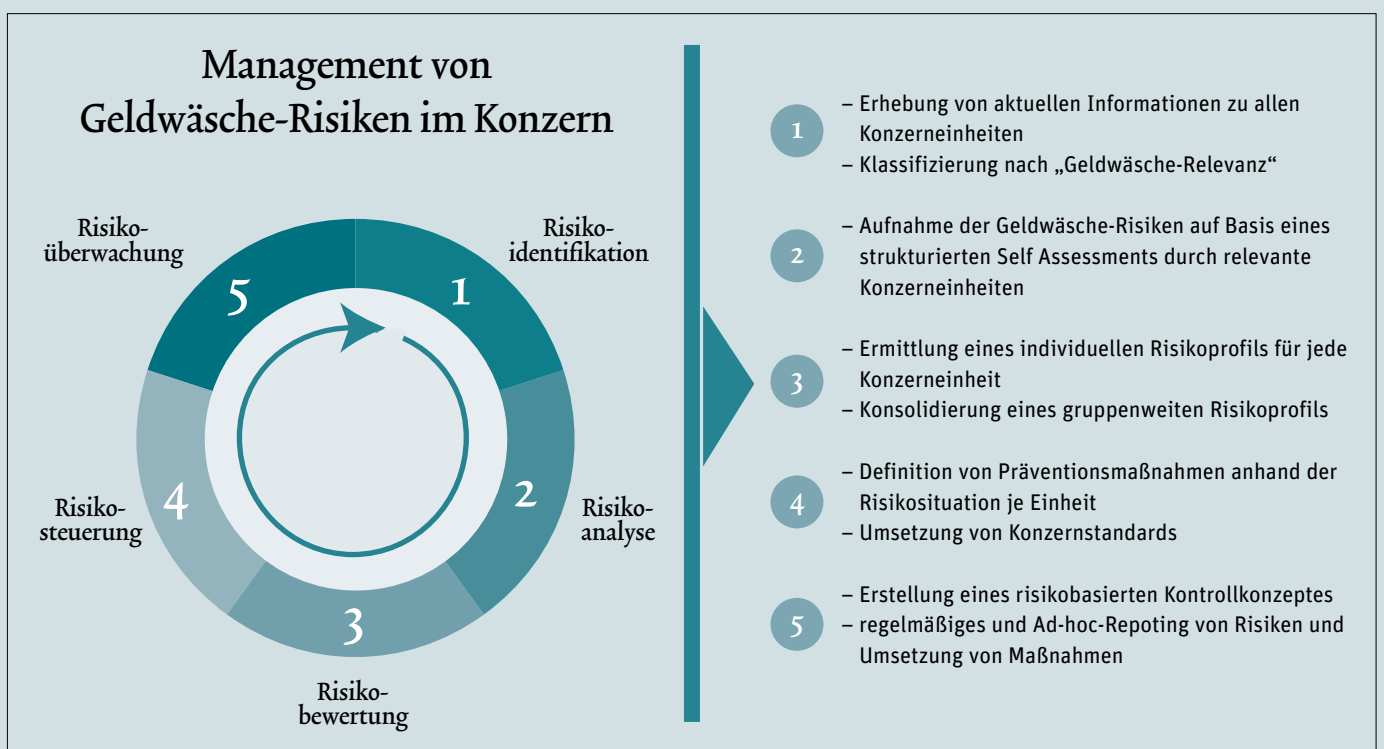 Management von
Geldwäsche-Risiken im Konzern
Risiko-
überwachung
5
Risiko-
identifikation
1
Risiko-
steuerung
4
2
Risiko-
analyse
3
Risiko-
bewertung
1
– Erhebung von aktuellen Informationen zu allen
Konzerneinheiten
– Klassifizierung nach „Geldwäsche-Relevanz“
2
– Aufnahme der Geldwäsche-Risiken auf Basis eines
strukturierten Self Assessments durch relevante
Konzerneinheiten
3
– Ermittlung eines individuellen Risikoprofils für jede
Konzerneinheit
– Konsolidierung eines gruppenweiten Risikoprofils
4
– Definition von Präventionsmaßnahmen anhand der
Risikosituation je Einheit
– Umsetzung von Konzernstandards
5
– Erstellung eines risikobasierten Kontrollkonzeptes
– regelmäßiges und Ad-hoc-Repoting von Risiken und
Umsetzung von Maßnahmen